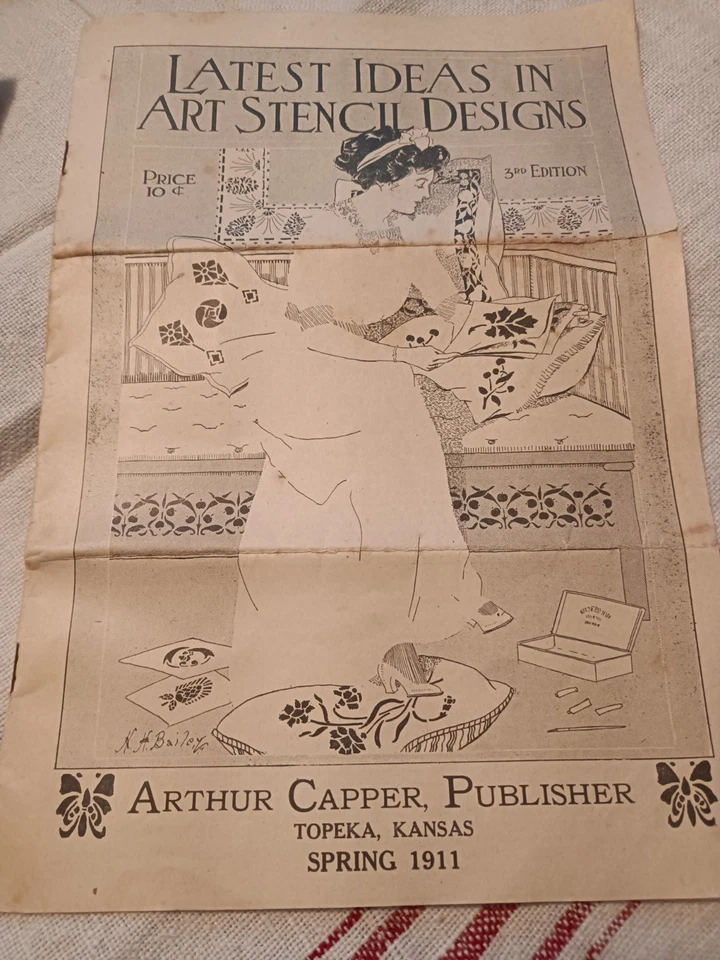 LATEST IDEAS IN
ART STENCIL DESIGNS
PRICE
10 ¢
3RD EDITION
N.H. Bailey
ARTHUR CAPPER, PUBLISHER
TOPEKA, KANSAS
SPRING 1911